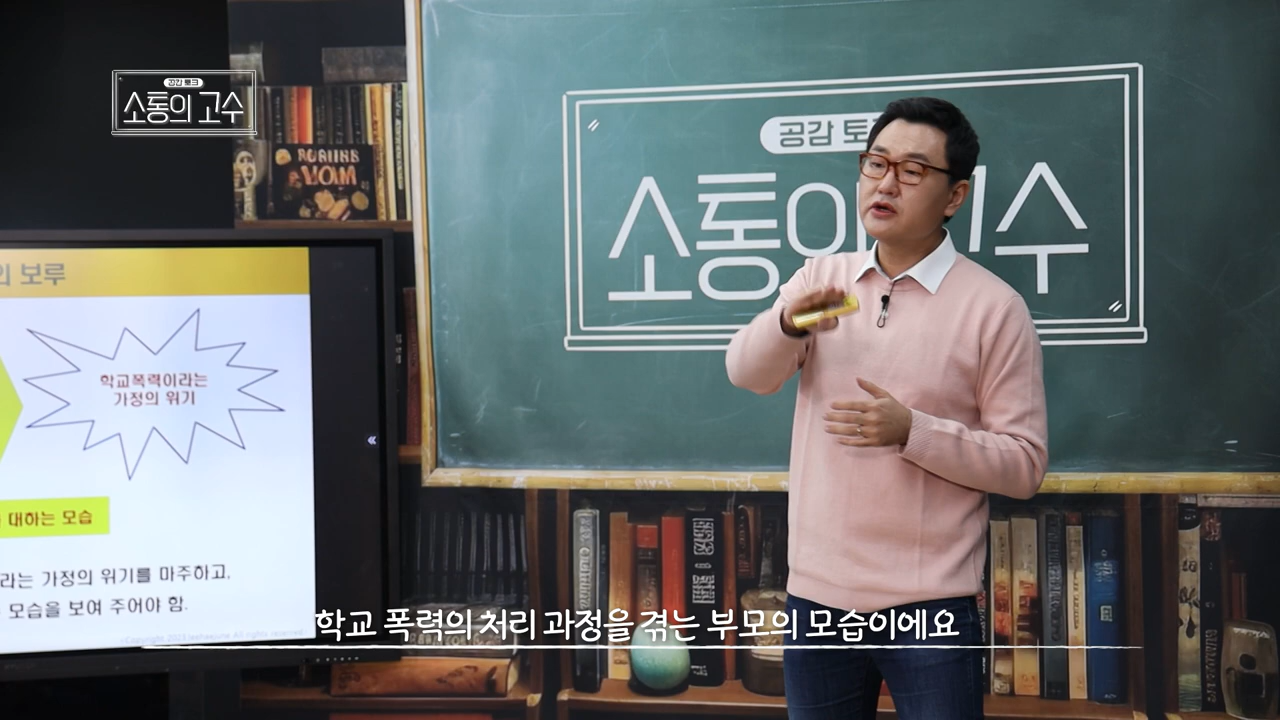 공감 토크
소통의 고수
공감 토
소통의 수
의 보루
학교폭력이라는
가정의 위기
대하는 모습
라는 가정의 위기를 마주하고,
모습을 보여 주어야 함.
학교 폭력의 처리 과정을 겪는 부모의 모습이에요